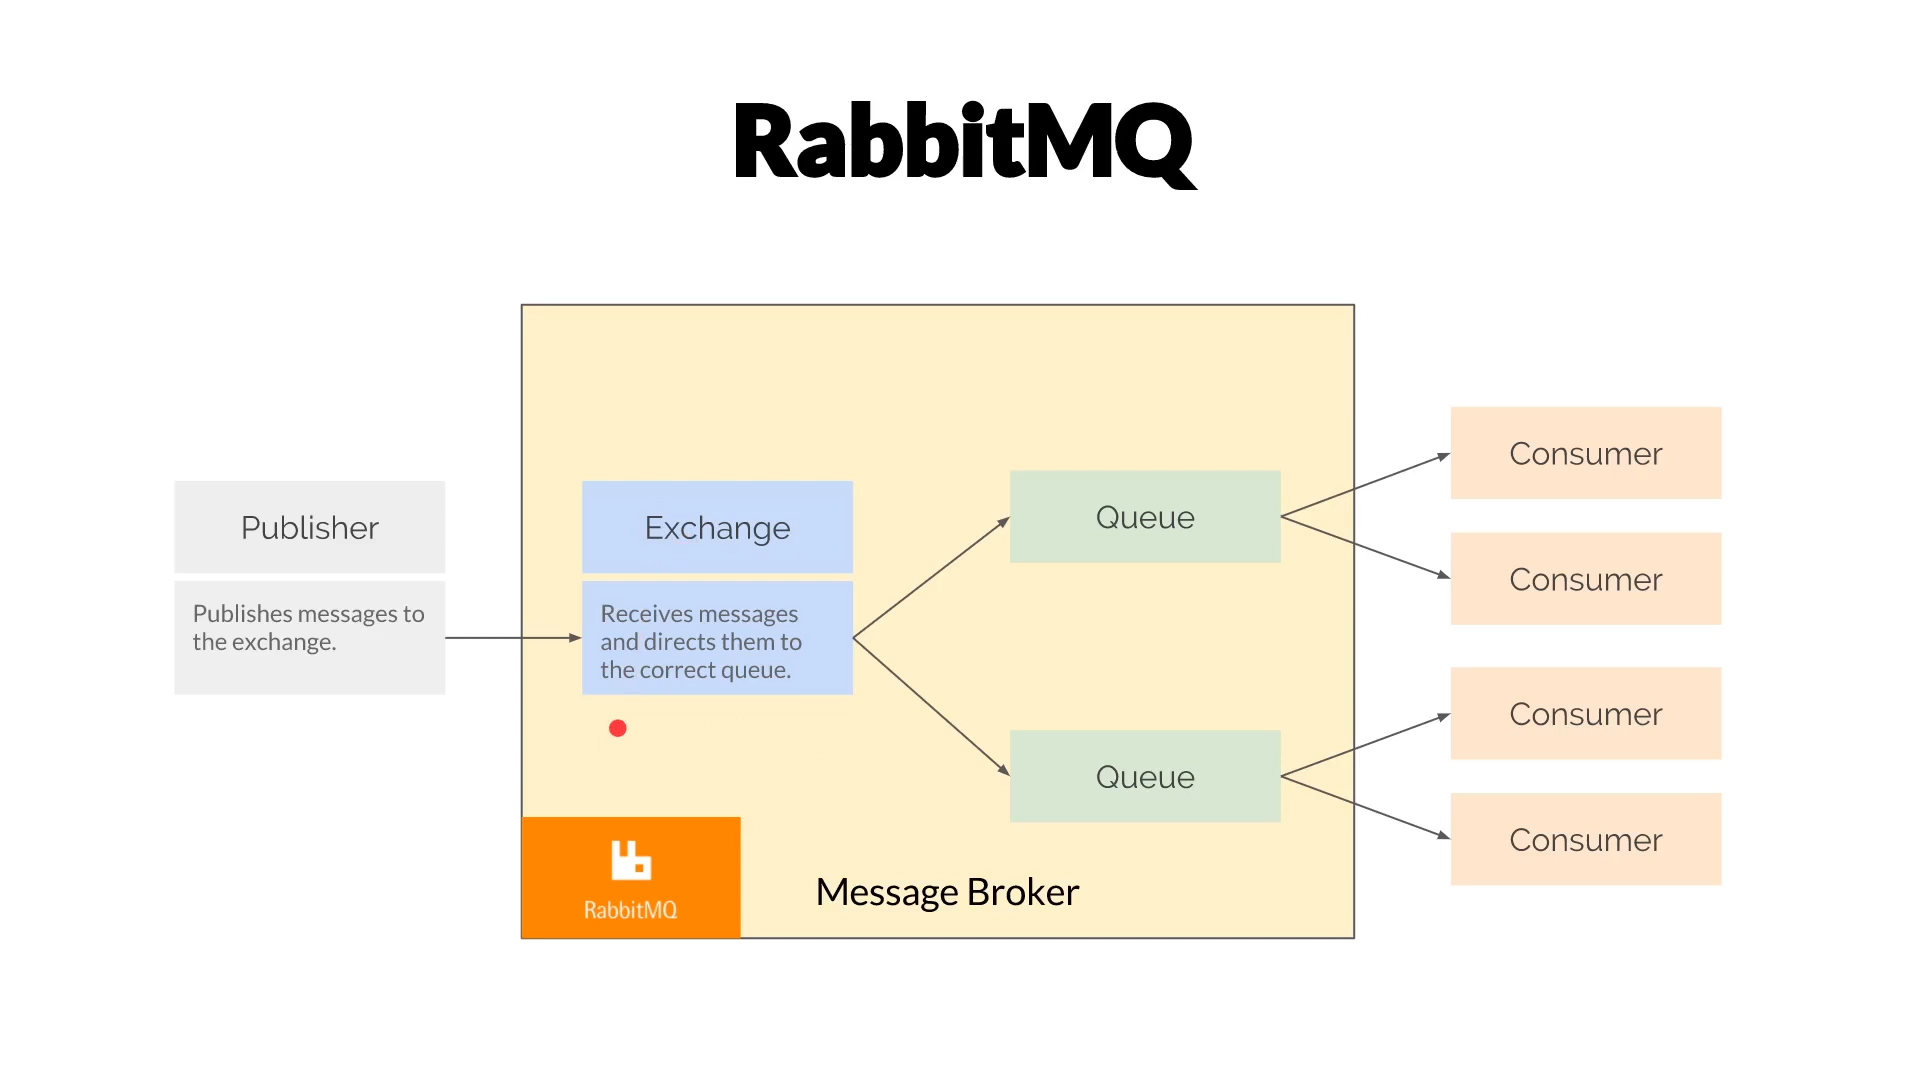 RabbitMQ
Publisher
Publishes messages to
the exchange.
Exchange
Receives messages
and directs them to
the correct queue.
Queue
Queue
Consumer
Consumer
Consumer
Consumer
RabbitMQ
Message Broker